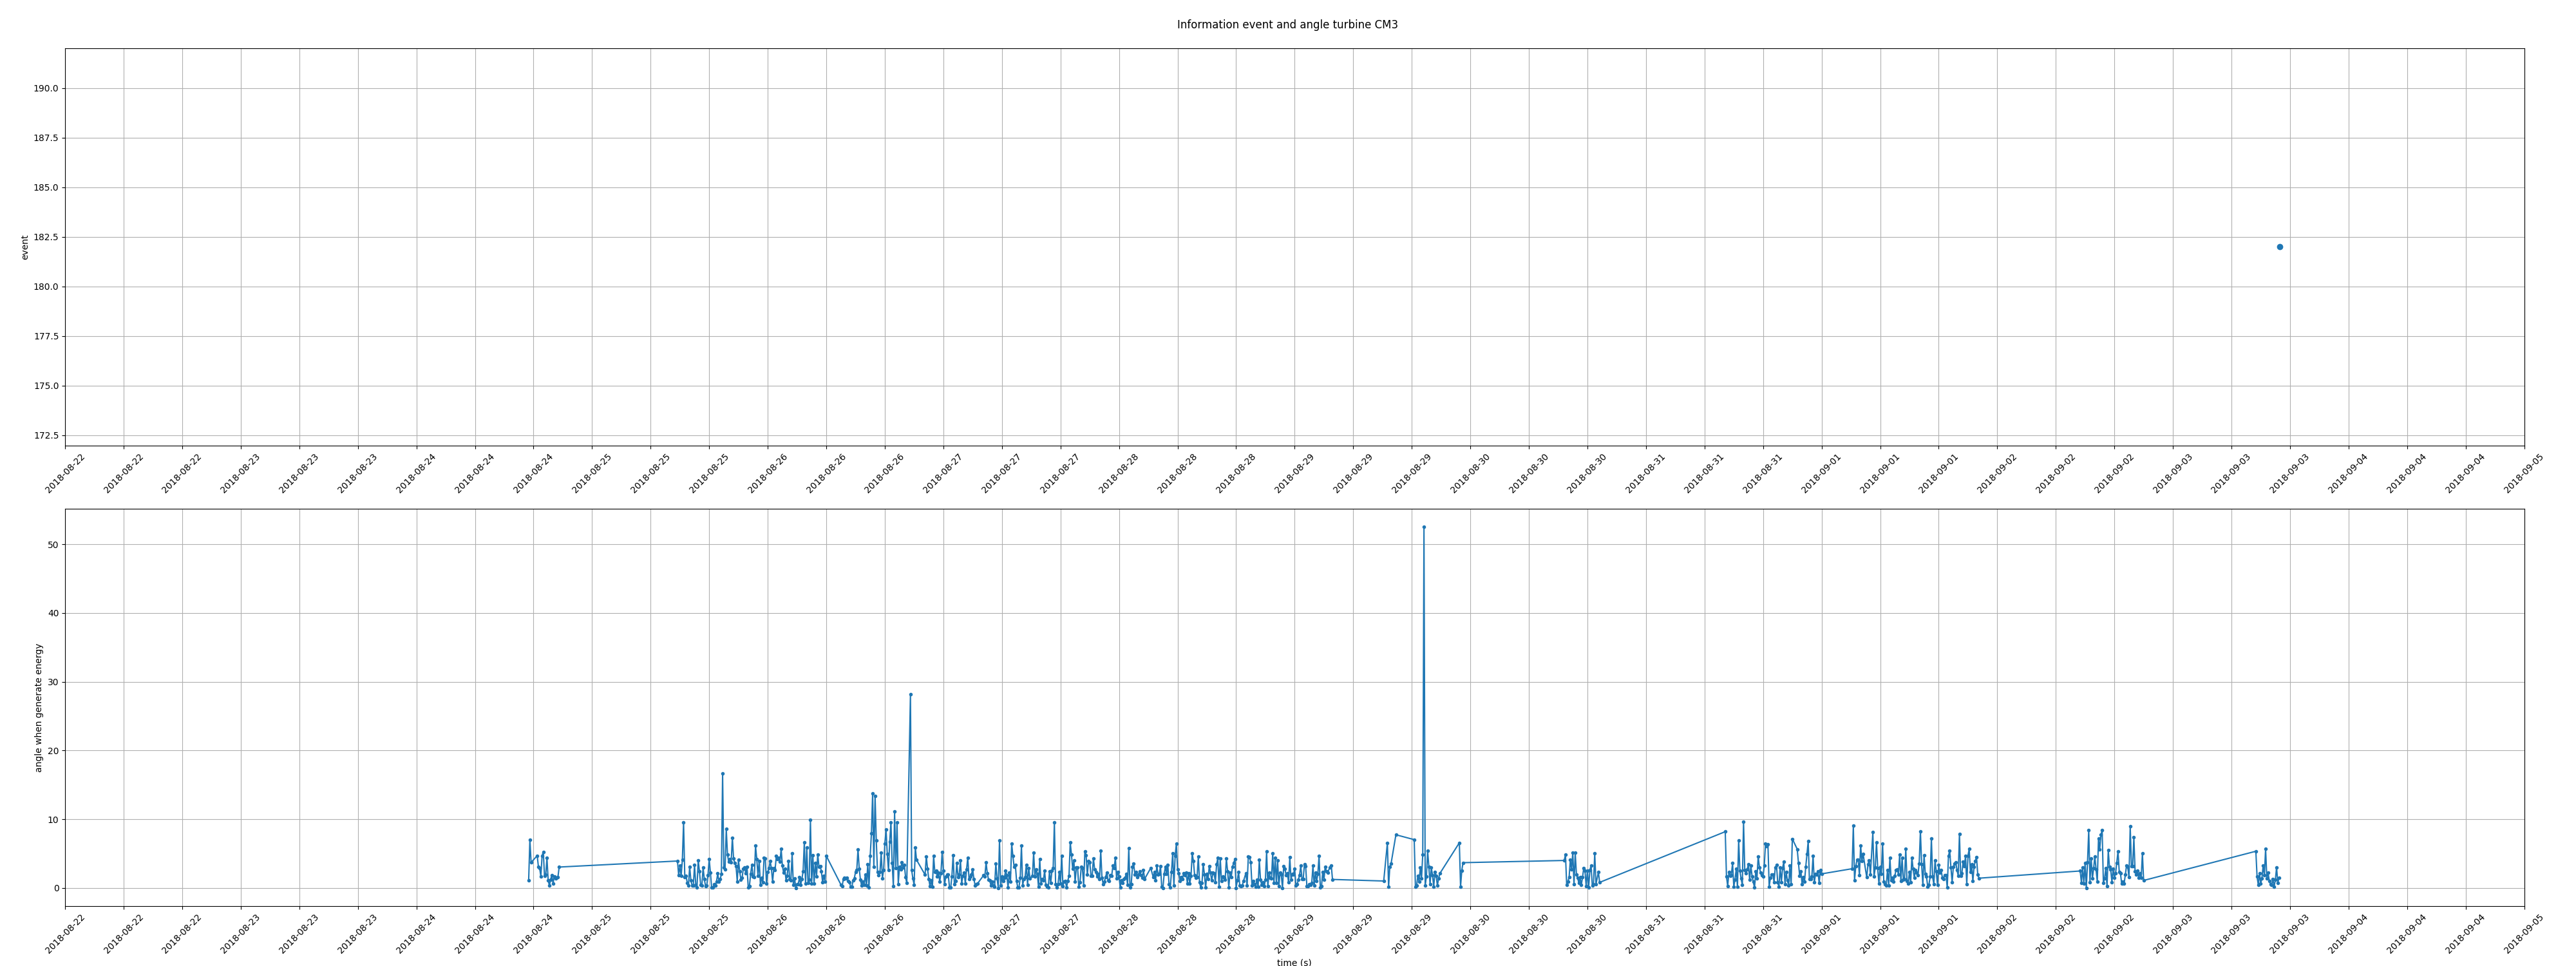 Information event and angle turbine CM3
190.0
187.5
185.0
182.5
180.0
177.5
175.0
172.5
event
2018-08-22 2018-08-22 2018-08-22 2018-08-23 2018-08-23 2018-08-23 2018-08-24 2018-08-24 2018-08-24 2018-08-25 2018-08-25 2018-08-25 2018-08-26 2018-08-26 2018-08-26 2018-08-27 2018-08-27 2018-08-27 2018-08-28 2018-08-28 2018-08-28 2018-08-29 2018-08-29 2018-08-29 2018-08-30 2018-08-30 2018-08-30 2018-08-31 2018-08-31 2018-08-31 2018-09-01 2018-09-01 2018-09-01 2018-09-02 2018-09-02 2018-09-02 2018-09-03 2018-09-03 2018-09-03 2018-09-04 2018-09-04 2018-09-04 2018-09-05
50
40
30
20
10
0
angle when generate energy
2018-08-22 2018-08-22 2018-08-22 2018-08-23 2018-08-23 2018-08-23 2018-08-24 2018-08-24 2018-08-24 2018-08-25 2018-08-25 2018-08-25 2018-08-26 2018-08-26 2018-08-26 2018-08-27 2018-08-27 2018-08-27 2018-08-28 2018-08-28 2018-08-28 2018-08-29 2018-08-29 2018-08-29 2018-08-30 2018-08-30 2018-08-30 2018-08-31 2018-08-31 2018-08-31 2018-09-01 2018-09-01 2018-09-01 2018-09-02 2018-09-02 2018-09-02 2018-09-03 2018-09-03 2018-09-03 2018-09-04 2018-09-04 2018-09-04 2018-09-05
time (s)